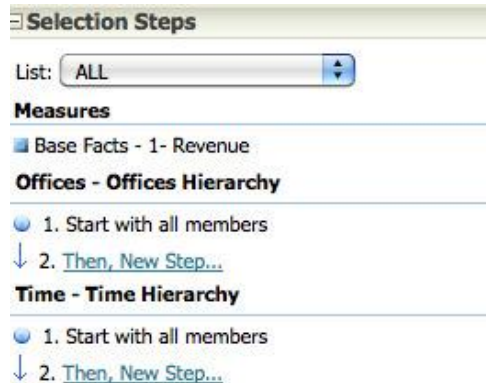 Selection Steps
List: ALL
Measures
Base Facts - 1- Revenue
Offices - Offices Hierarchy
1. Start with all members
2. Then, New Step...
Time - Time Hierarchy
1. Start with all members
2. Then, New Step...